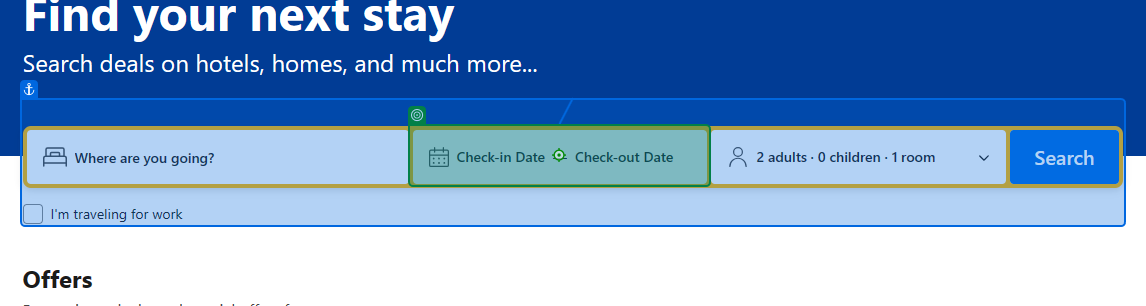 Find your next stay
Search deals on hotels, homes, and much more...
Where are you going?
Check-in Date
Check-out Date
2 adults · 0 children · 1 room
Search
I'm traveling for work
Offers